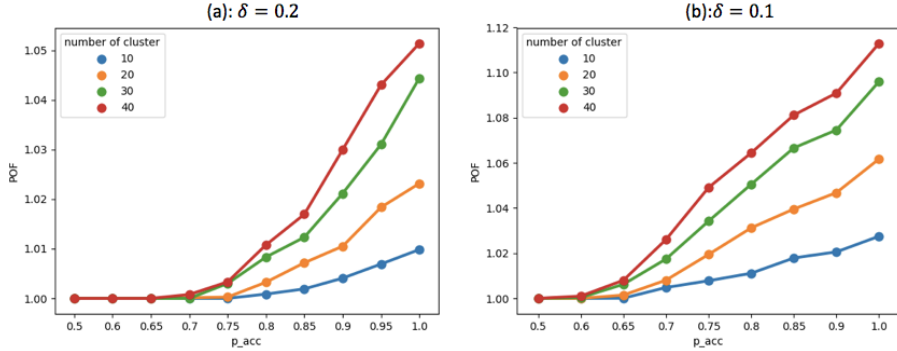 (a): δ = 0.2
number of cluster
10
20
30
40
POF
1.05
1.04
1.03
1.02
1.01
1.00
0.5 0.6 0.65 0.7 0.75 0.8 0.85 0.9 0.95 1.0
p_acc
(b):δ = 0.1
number of cluster
10
20
30
40
POF
1.12
1.10
1.08
1.06
1.04
1.02
1.00
0.5 0.6 0.65 0.7 0.75 0.8 0.85 0.9 1.0
p_acc